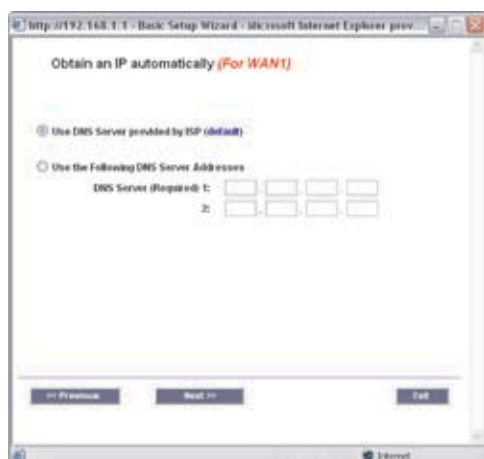 http://192.168.1.1 - Basic Setup Wizard - Microsoft Internet Explorer prov...
Obtain an IP automatically (For WAN1)
Use DNS Server provided by ISP (default)
Use the Following DNS Server Addresses
DNS Server (Required) 1: . . .
2: . . .
<< Previous Next >> Exit
Internet